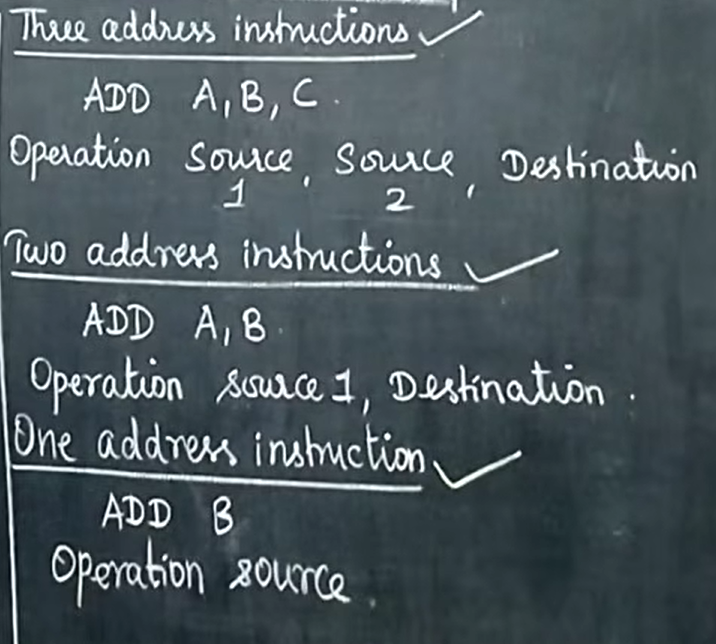 Three address instructions ✓
ADD A, B, C.
Operation Source 1, Source 2, Destination
Two address instructions ✓
ADD A, B.
Operation source 1, Destination.
One address instruction ✓
ADD B
Operation source.